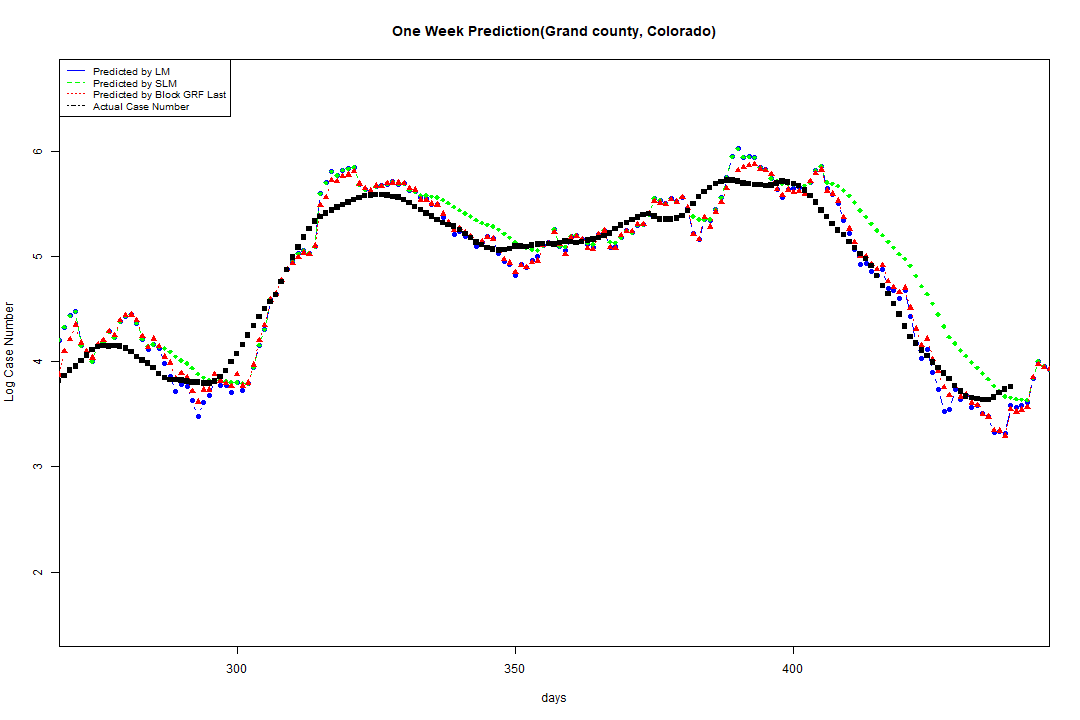 One Week Prediction(Grand county, Colorado)
Predicted by LM
Predicted by SLM
Predicted by Block GRF Last
Actual Case Number
6
5
4
3
2
Log Case Number
300 350 400
days